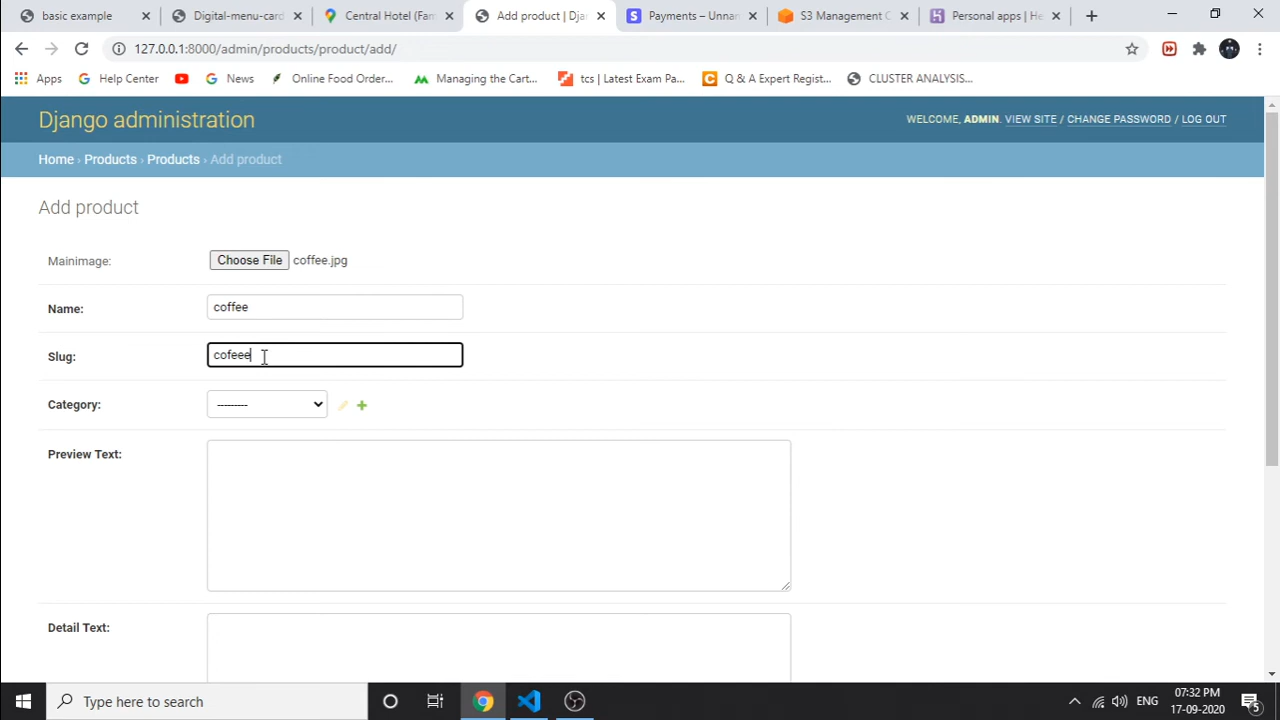 basic example
Digital-menu-card
Central Hotel (Fam
Add product | Dja
Payments – Unnar
S3 Management C
Personal apps | He
127.0.0.1:8000/admin/products/product/add/
Apps
Help Center
News
Online Food Order...
Managing the Cart...
tcs | Latest Exam Pa...
Q & A Expert Regist...
CLUSTER ANALYSIS...
Django administration
WELCOME, ADMIN. VIEW SITE / CHANGE PASSWORD / LOG OUT
Home › Products › Products › Add product
Add product
Mainimage:
Choose File coffee.jpg
Name:
coffee
Slug:
cofeee
Category:
---------
Preview Text:
Detail Text:
Type here to search
ENG
07:32 PM
17-09-2020
5